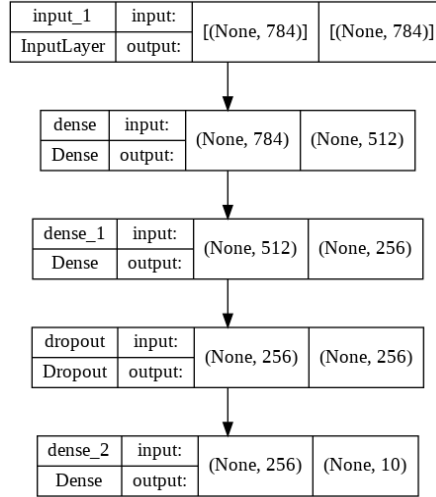 input_1 input: [(None, 784)] [(None, 784)]
InputLayer output:
dense input: (None, 784) (None, 512)
Dense output:
dense_1 input: (None, 512) (None, 256)
Dense output:
dropout input: (None, 256) (None, 256)
Dropout output:
dense_2 input: (None, 256) (None, 10)
Dense output: